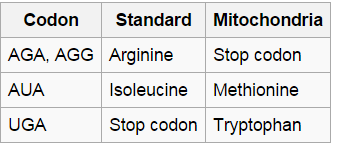 Codon Standard Mitochondria
AGA, AGG Arginine Stop codon
AUA Isoleucine Methionine
UGA Stop codon Tryptophan